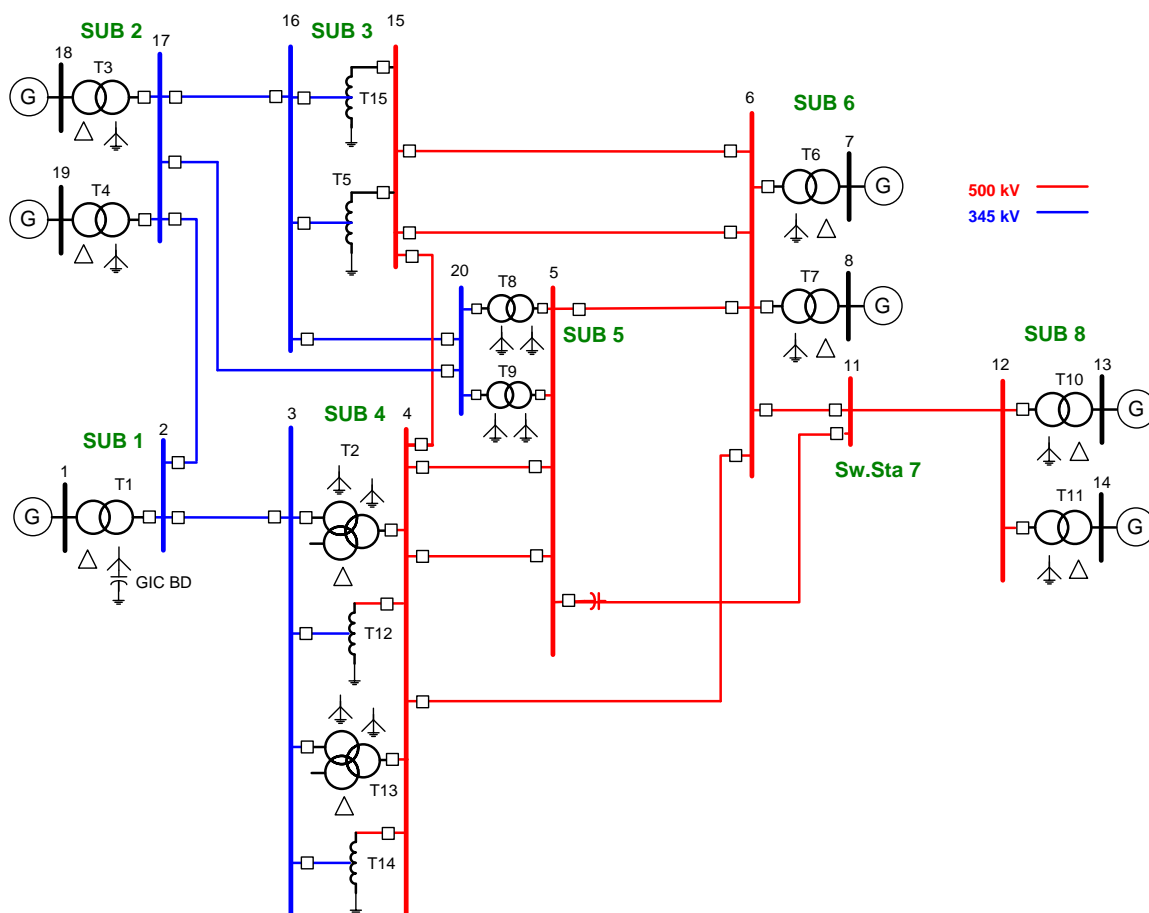 SUB 2
17
16
SUB 3
15
18
T3
G
T15
6
SUB 6
7
T6
G
19
T4
G
T5
500 kV
345 kV
20
T8
5
SUB 5
8
T7
G
T9
11
Sw.Sta 7
12
SUB 8
13
T10
G
14
T11
G
SUB 1
2
1
T1
G
GIC BD
3
SUB 4
4
T2
T12
T13
T14